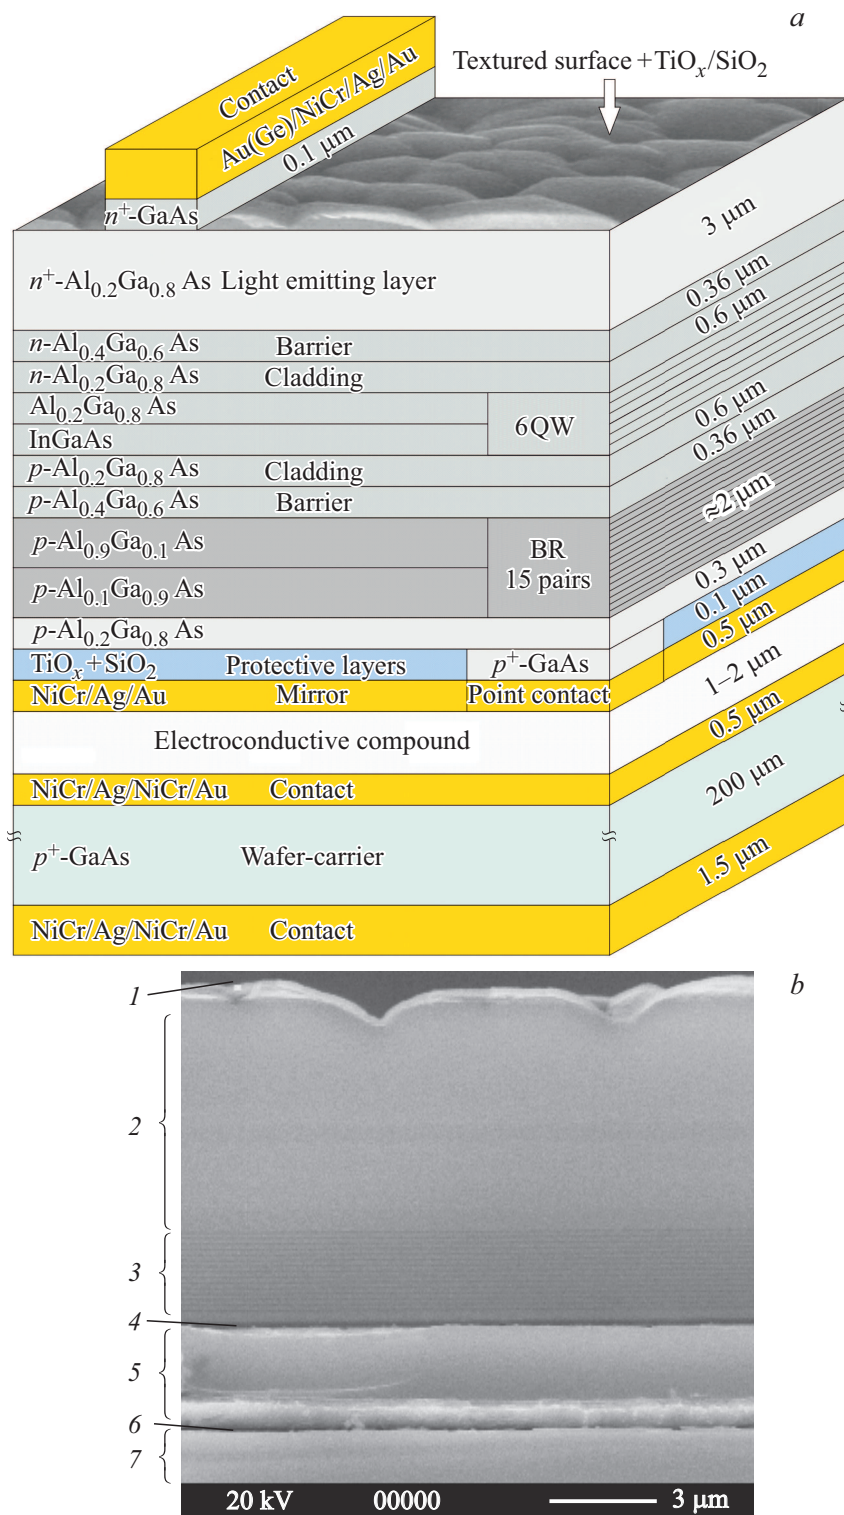 a
Textured surface + TiOₓ/SiO₂
Contact
Au(Ge)/NiCr/Ag/Au
0.1 μm
n⁺-GaAs
3 μm
n⁺-Al₀.₂Ga₀.₈ As Light emitting layer
0.36 μm
n-Al₀.₄Ga₀.₆ As Barrier
0.6 μm
n-Al₀.₂Ga₀.₈ As Cladding
Al₀.₂Ga₀.₈ As
6QW
InGaAs
0.6 μm
p-Al₀.₂Ga₀.₈ As Cladding
0.36 μm
p-Al₀.₄Ga₀.₆ As Barrier
≈2 μm
p-Al₀.₉Ga₀.₁ As
BR
15 pairs
p-Al₀.₁Ga₀.₉ As
0.3 μm
p-Al₀.₂Ga₀.₈ As
0.1 μm
TiOₓ + SiO₂ Protective layers p⁺-GaAs
0.5 μm
NiCr/Ag/Au Mirror Point contact
1–2 μm
Electroconductive compound
0.5 μm
NiCr/Ag/NiCr/Au Contact
200 μm
p⁺-GaAs Wafer-carrier
1.5 μm
NiCr/Ag/NiCr/Au Contact
b
1
2
3
4
5
6
7
20 kV 00000 3 μm